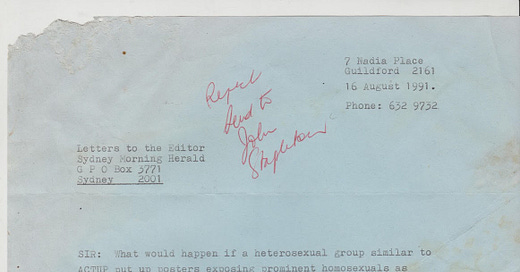 7 Nadia Place
Guildford 2161
16 August 1991.
Phone: 632 9732
Reject
Send to
John
Stapleton
Letters to the Editor
Sydney Morning Herald
G P O Box 3771
Sydney 2001
SIR: What would happen if a heterosexual group similar to
ACTUP put up posters exposing prominent homosexuals as